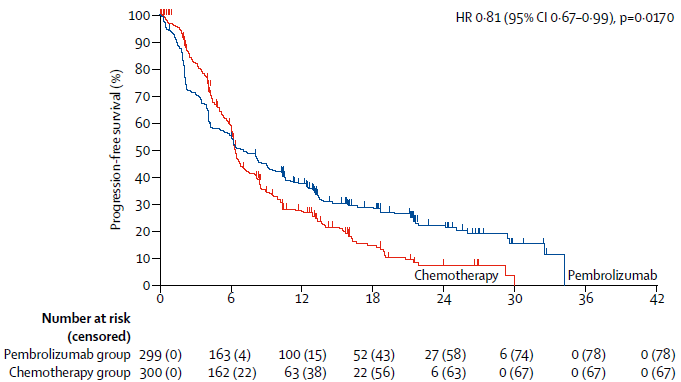 HR 0·81 (95% CI 0·67–0·99), p=0·0170
Progression-free survival (%)
100
90
80
70
60
50
40
30
20
10
0
0 6 12 18 24 30 36 42
Chemotherapy Pembrolizumab
Number at risk
(censored)
Pembrolizumab group 299 (0) 163 (4) 100 (15) 52 (43) 27 (58) 6 (74) 0 (78) 0 (78)
Chemotherapy group 300 (0) 162 (22) 63 (38) 22 (56) 6 (63) 0 (67) 0 (67) 0 (67)